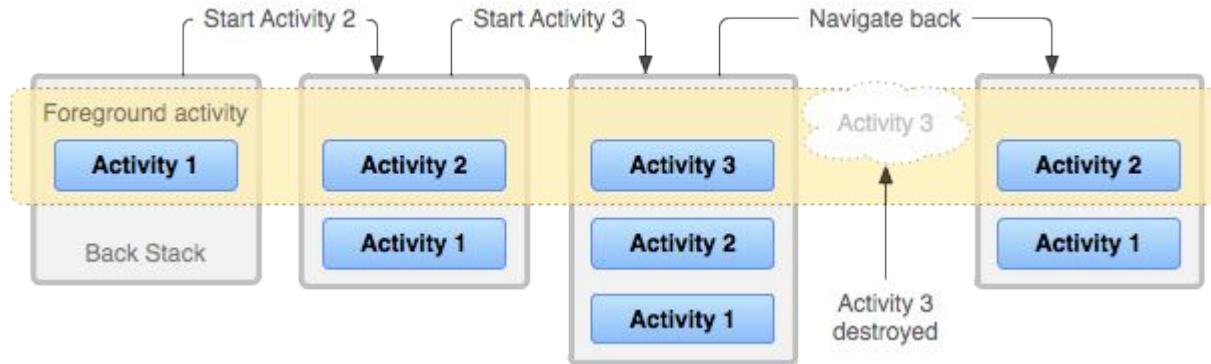 Start Activity 2
Start Activity 3
Navigate back
Foreground activity
Activity 1
Back Stack
Activity 2
Activity 1
Activity 3
Activity 2
Activity 1
Activity 3
Activity 3
destroyed
Activity 2
Activity 1